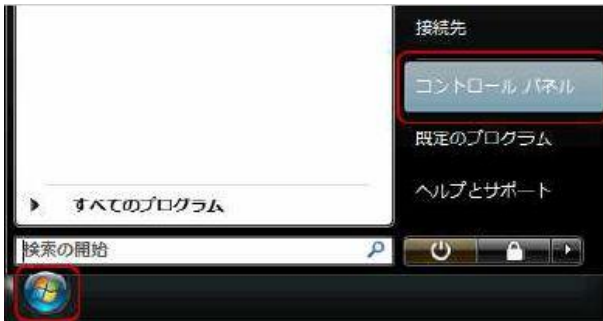 接続先
コントロール パネル
既定のプログラム
ヘルプとサポート
すべてのプログラム
検索の開始